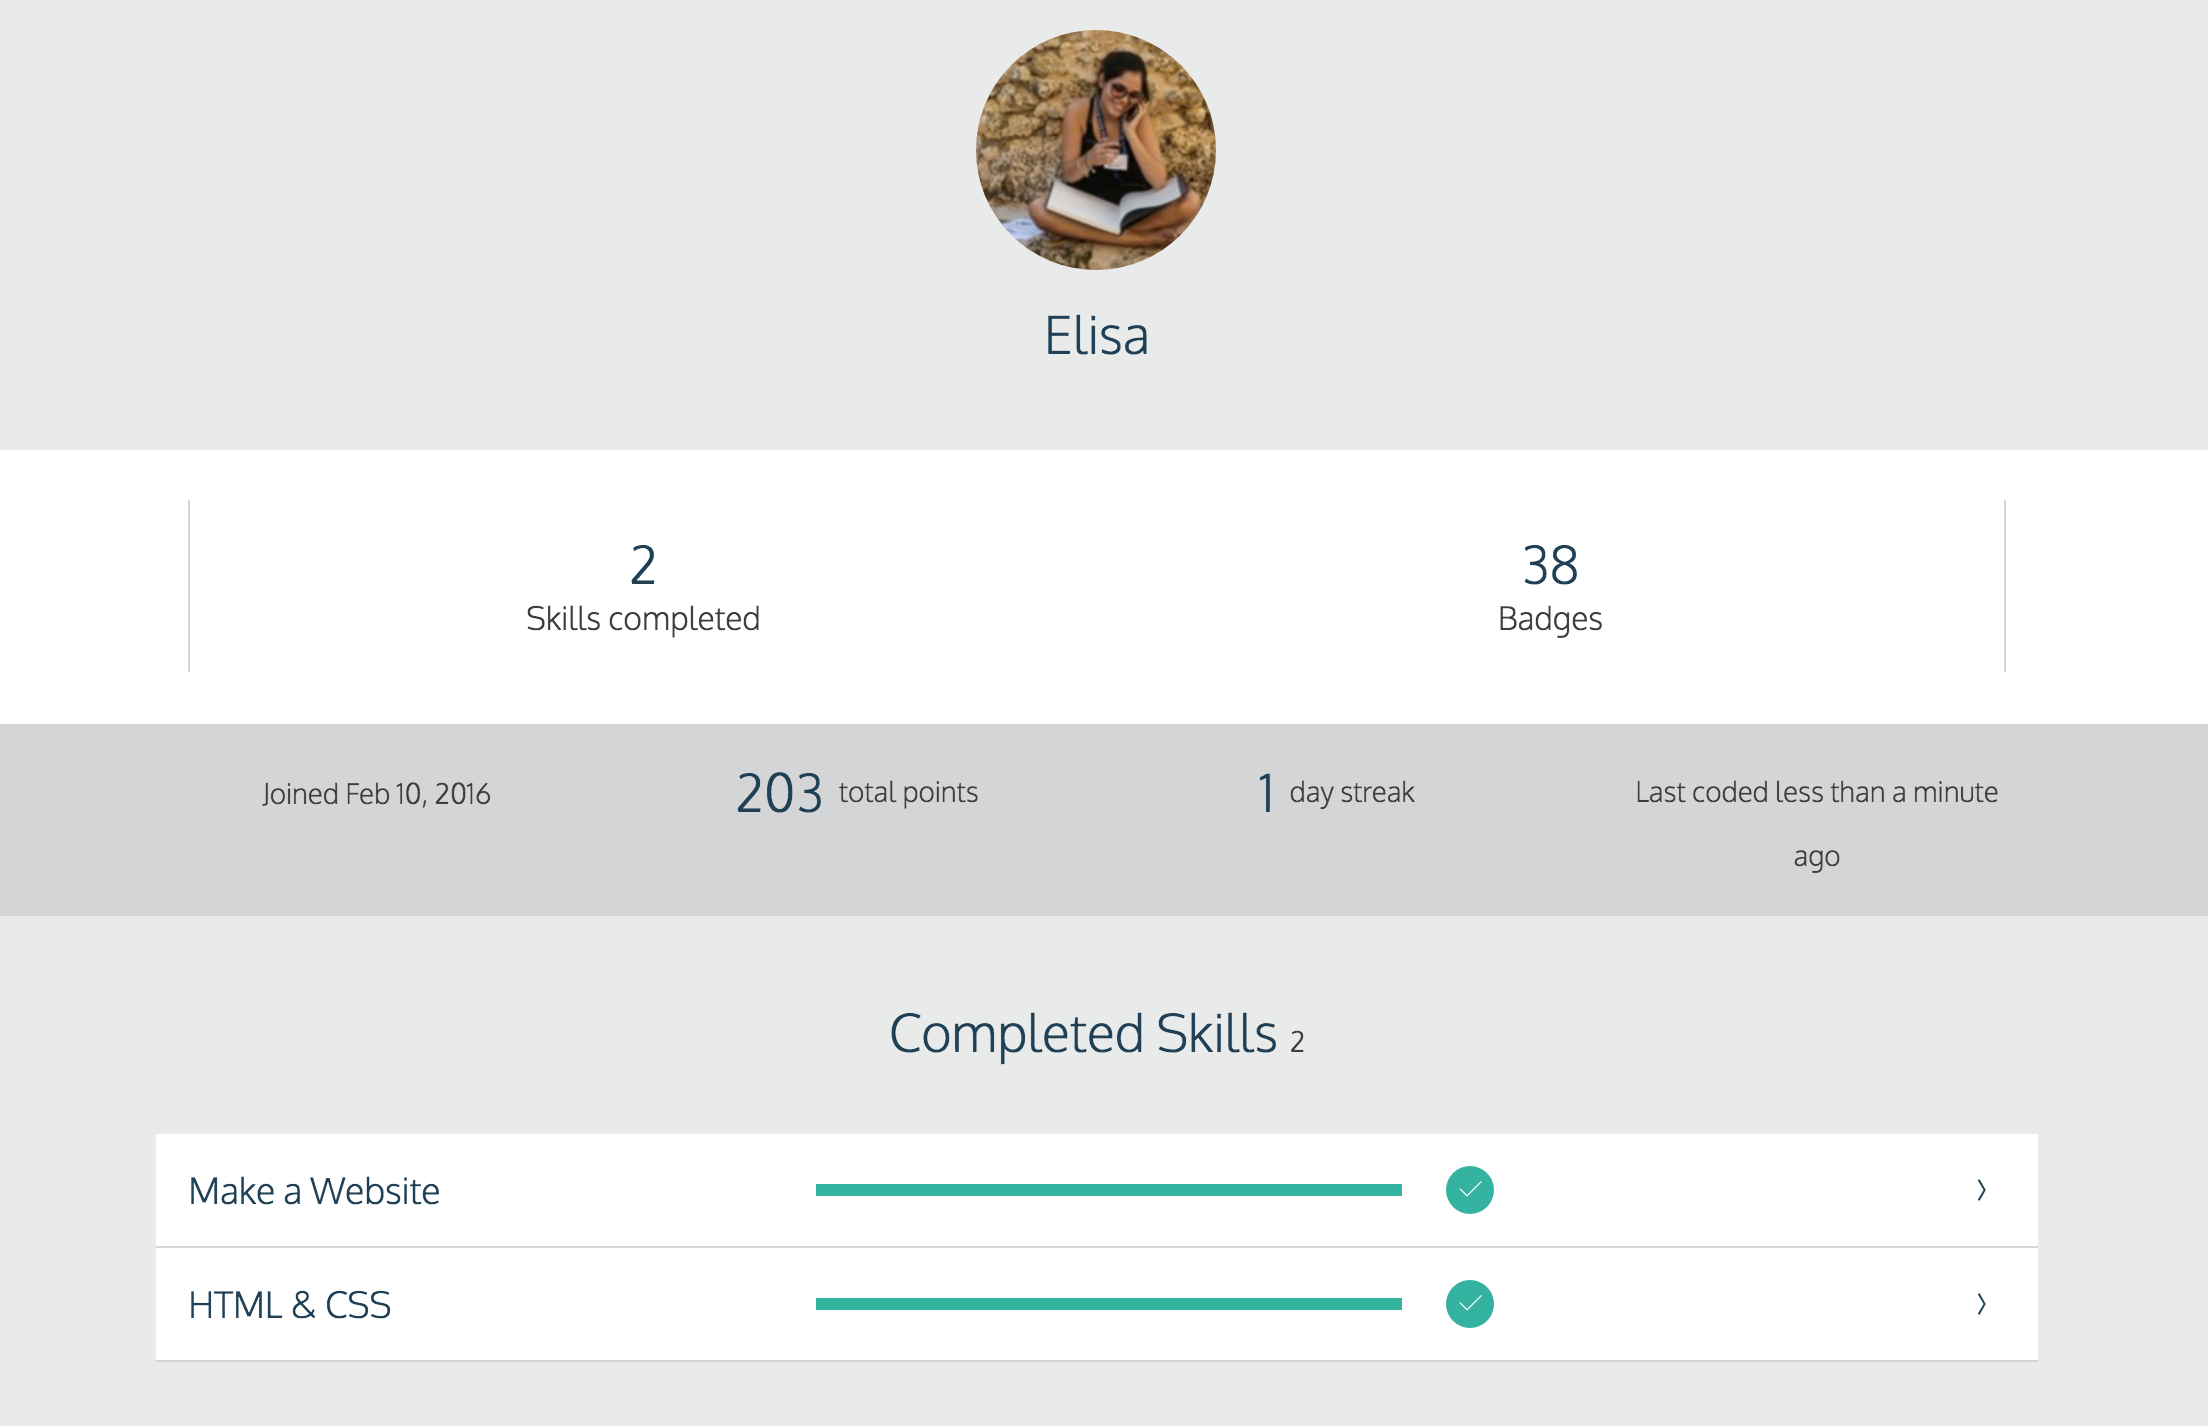 Elisa
2
Skills completed
38
Badges
Joined Feb 10, 2016
203 total points
1 day streak
Last coded less than a minute
ago
Completed Skills 2
Make a Website
HTML & CSS